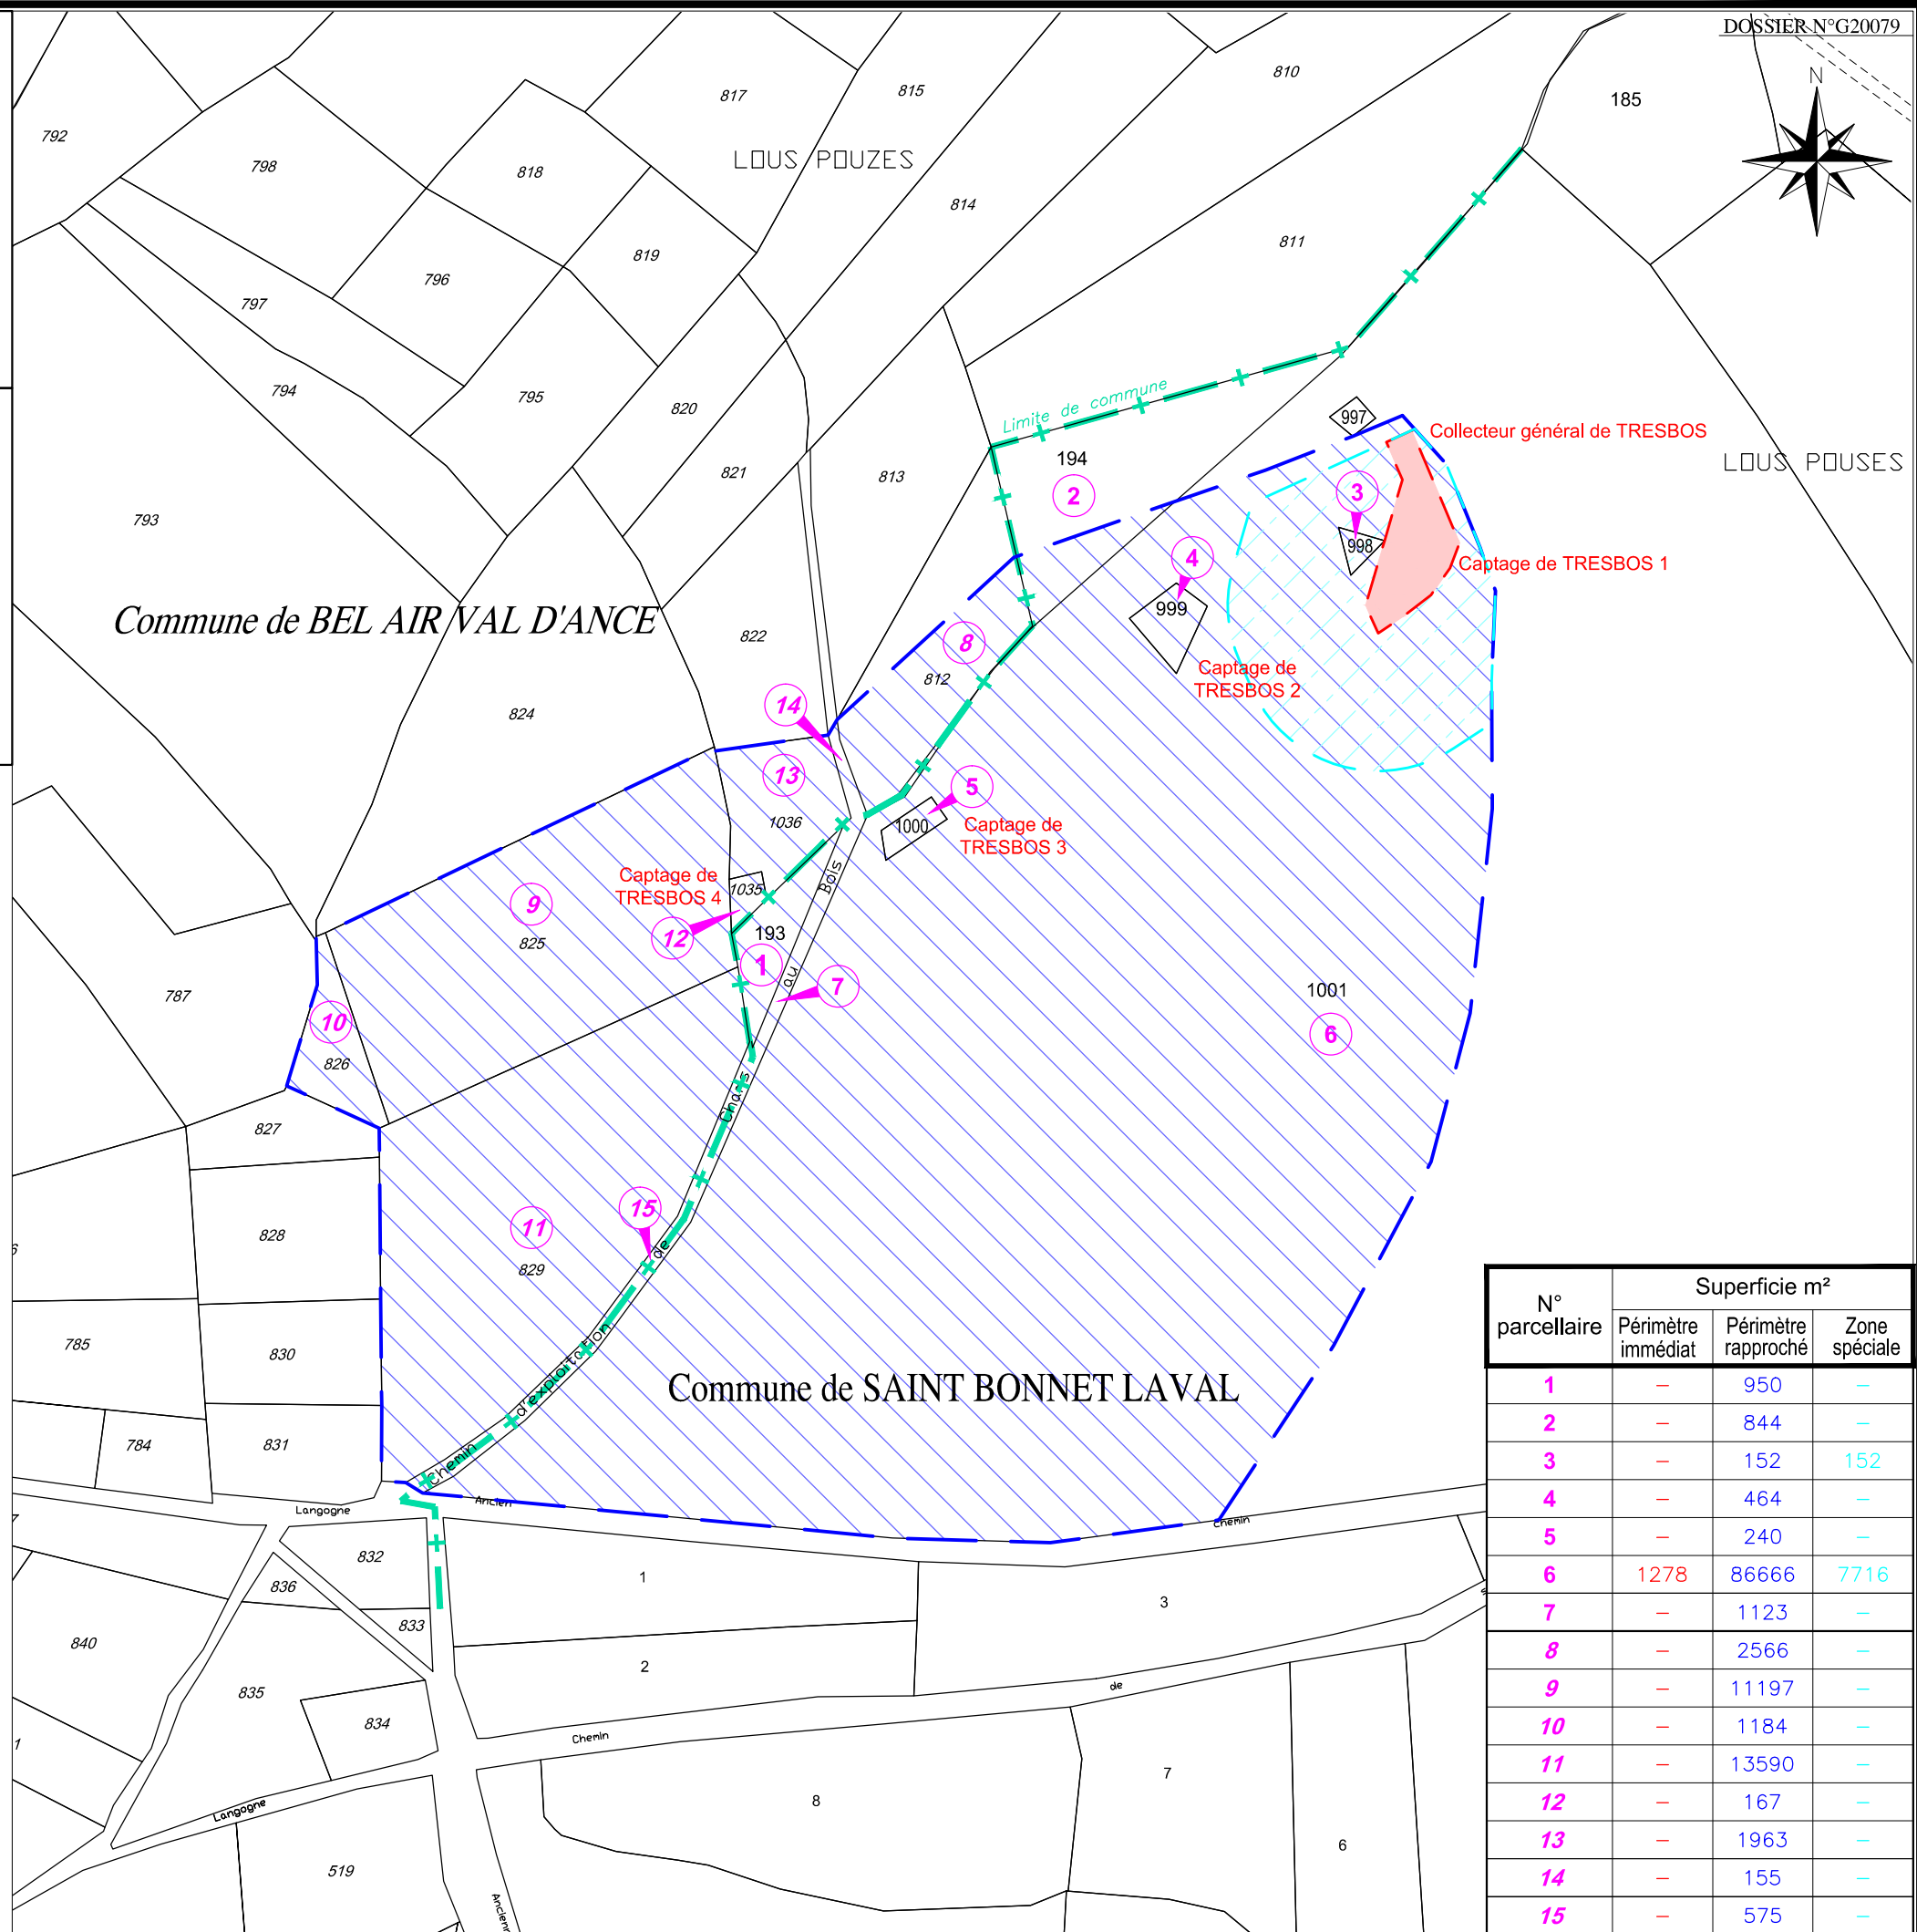 DOSSIER N°G20079
N
810
815
817
185
792
798
818
LOUS POUZES
814
811
819
796
797
794
795
820
Limite de commune
997
Collecteur général de TRESBOS
LOUS POUSES
821
813
194
2
3
793
998
Captage de TRESBOS 1
4
999
Commune de BEL AIR VAL D'ANCE
822
8
812
Captage de
TRESBOS 2
14
824
13
5
1036
1000
Captage de
TRESBOS 3
Captage de
TRESBOS 4
1035
9
825
12
193
1
7
787
10
826
1001
6
Chemin d'exploitation de Chars au Bois
827
828
11
15
829
785
830
784
831
Commune de SAINT BONNET LAVAL
Langogne
Ancien
Chemin
832
836
833
1
3
840
2
835
834
de
Chemin
1
7
8
Langogne
6
519
N°
parcellaire
Superficie m²
Périmètre
immédiat
Périmètre
rapproché
Zone
spéciale
1 – 950 –
2 – 844 –
3 – 152 152
4 – 464 –
5 – 240 –
6 1278 86666 7716
7 – 1123 –
8 – 2566 –
9 – 11197 –
10 – 1184 –
11 – 13590 –
12 – 167 –
13 – 1963 –
14 – 155 –
15 – 575 –